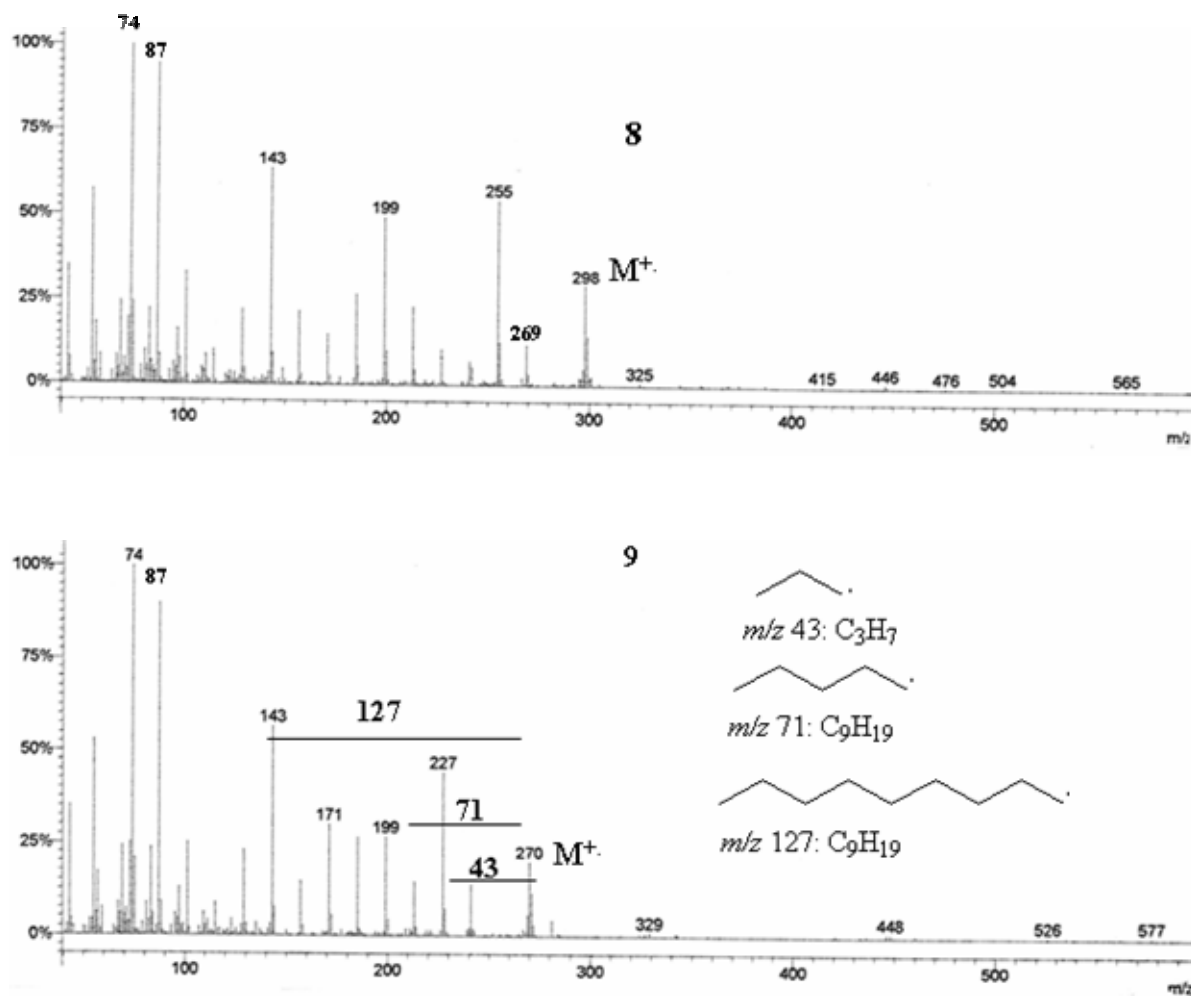 74
100%
87
8
75%
143
255
199
50%
298 M⁺·
25%
269
0%
325 415 446 476 504 565
100 200 300 400 500
m/z
9
100%
74
87
m/z 43: C₃H₇
75%
127
143
m/z 71: C₉H₁₉
50%
227
71
171
199
25%
270 M⁺·
43
m/z 127: C₉H₁₉
0%
329 448 526 577
100 200 300 400 500
m/z